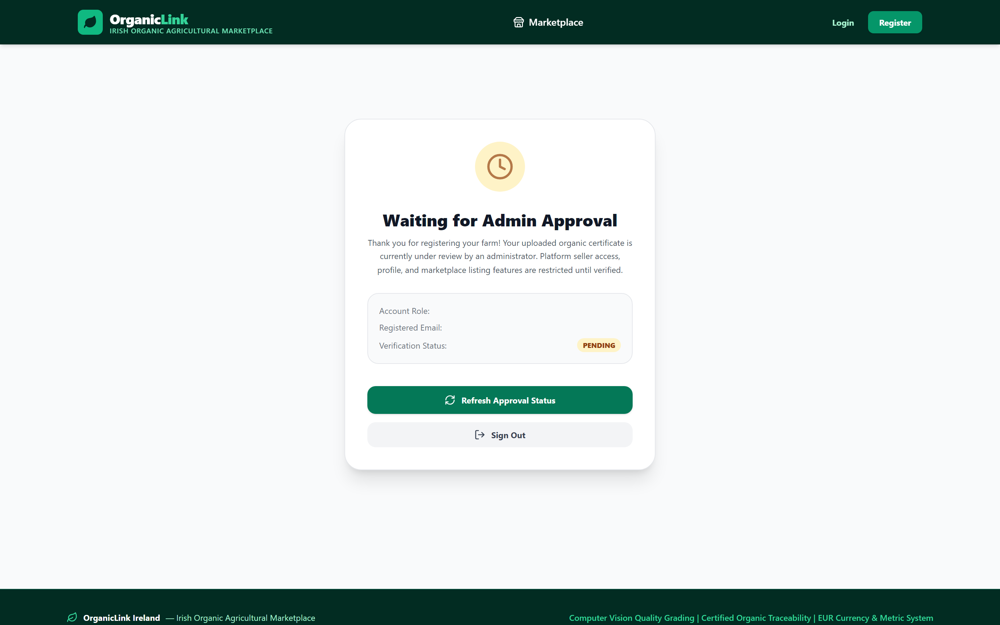 OrganicLink
IRISH ORGANIC AGRICULTURAL MARKETPLACE
Marketplace
Login
Register
Waiting for Admin Approval
Thank you for registering your farm! Your uploaded organic certificate is
currently under review by an administrator. Platform seller access,
profile, and marketplace listing features are restricted until verified.
Account Role:
Registered Email:
Verification Status:
PENDING
Refresh Approval Status
Sign Out
OrganicLink Ireland — Irish Organic Agricultural Marketplace
Computer Vision Quality Grading | Certified Organic Traceability | EUR Currency & Metric System